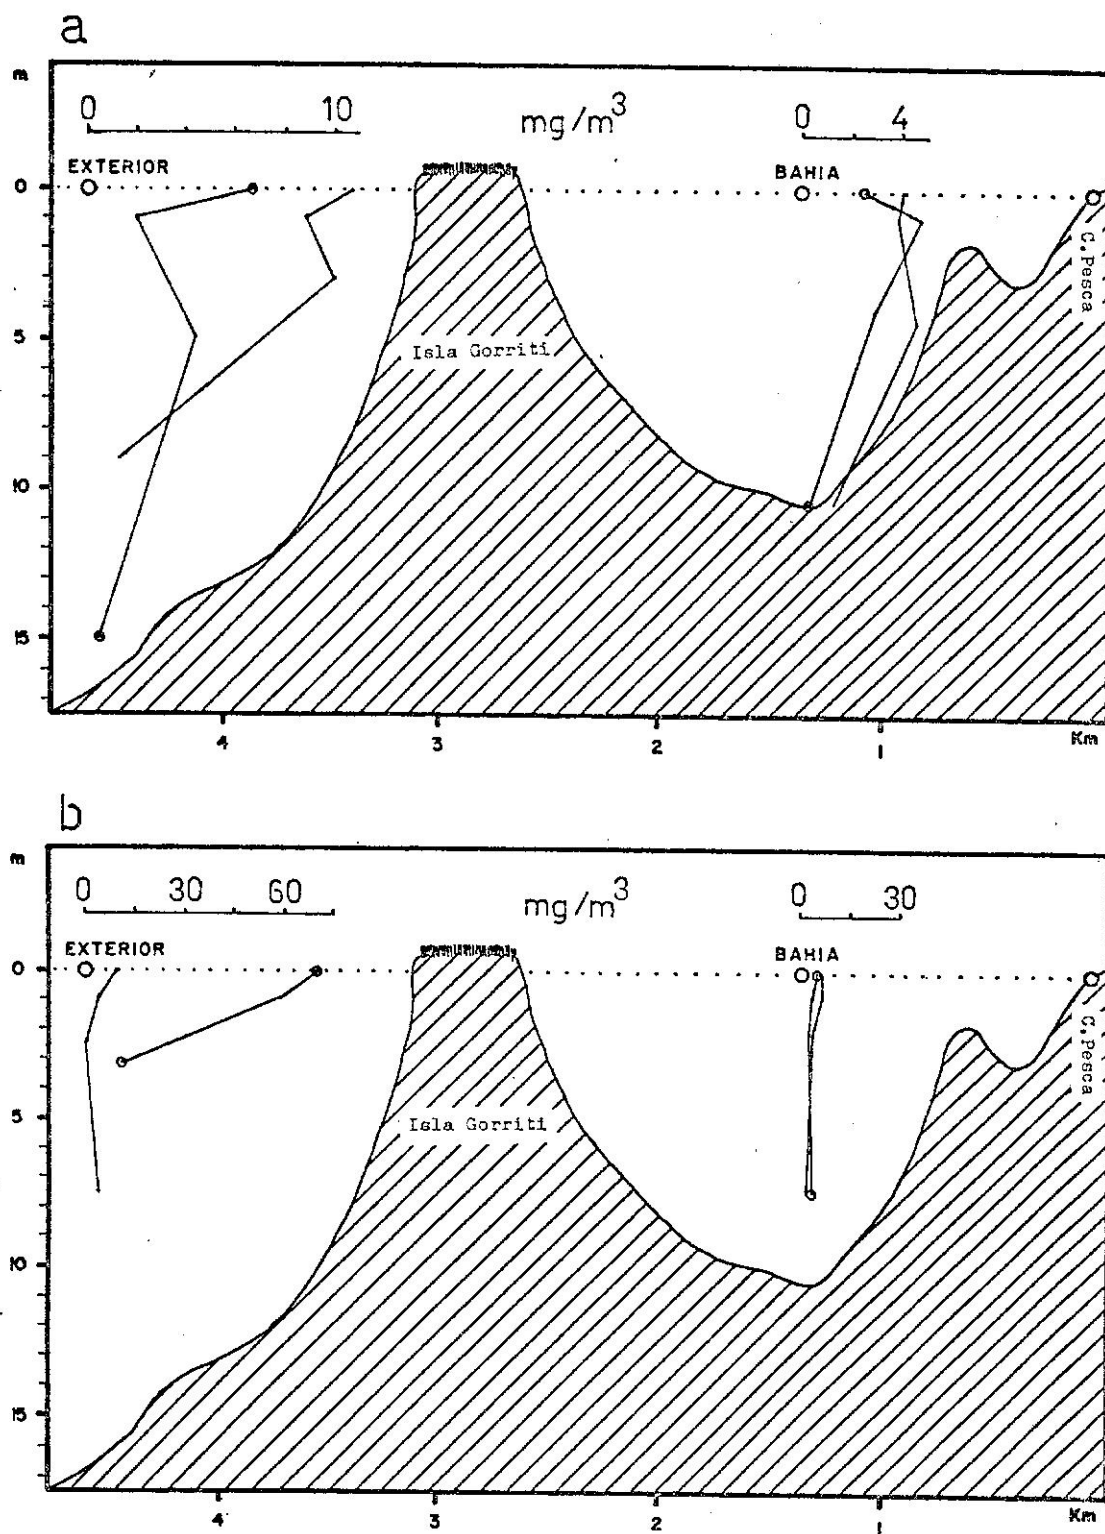 a
m
0 10 mg/m³ 0 4
EXTERIOR BAHIA
0
C. Pesca
5
Isla Gorriti
10
15
4 3 2 1 Km
b
m
0 30 60 mg/m³ 0 30
EXTERIOR BAHIA
0
C. Pesca
5
Isla Gorriti
10
15
4 3 2 1 Km